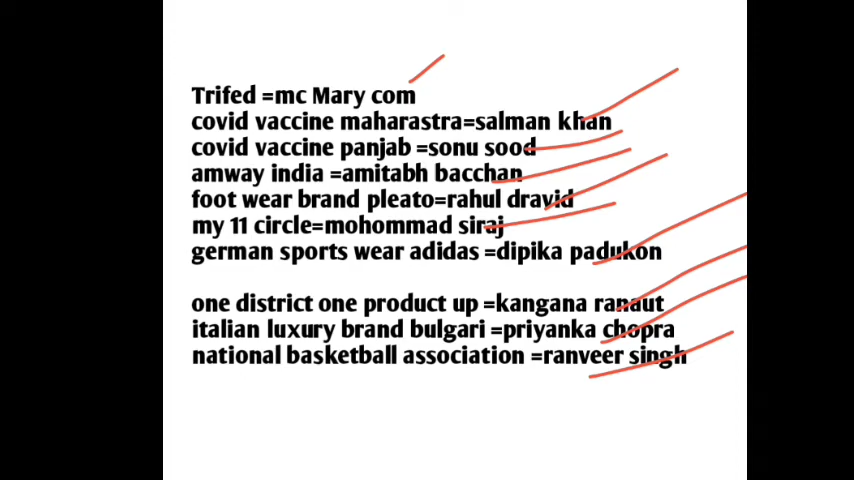 Trifed =mc Mary com
covid vaccine maharastra=salman khan
covid vaccine panjab =sonu sood
amway india =amitabh bacchan
foot wear brand pleato=rahul dravid
my 11 circle=mohommad siraj
german sports wear adidas =dipika padukon
one district one product up =kangana ranaut
italian luxury brand bulgari =priyanka chopra
national basketball association =ranveer singh